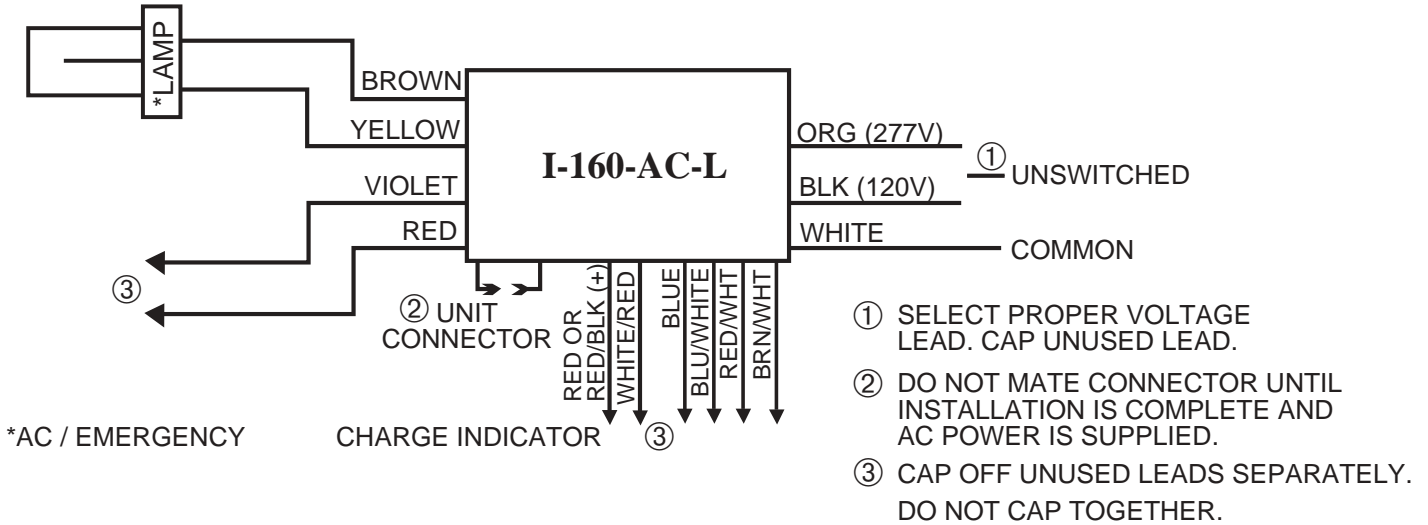 *LAMP
BROWN
YELLOW
VIOLET
RED
I-160-AC-L
ORG (277V)
① UNSWITCHED
BLK (120V)
WHITE
COMMON
③
② UNIT
CONNECTOR
RED OR
RED/BLK (+)
WHITE/RED
BLUE
BLU/WHITE
RED/WHT
BRN/WHT
*AC / EMERGENCY
CHARGE INDICATOR ③
① SELECT PROPER VOLTAGE
LEAD. CAP UNUSED LEAD.
② DO NOT MATE CONNECTOR UNTIL
INSTALLATION IS COMPLETE AND
AC POWER IS SUPPLIED.
③ CAP OFF UNUSED LEADS SEPARATELY.
DO NOT CAP TOGETHER.